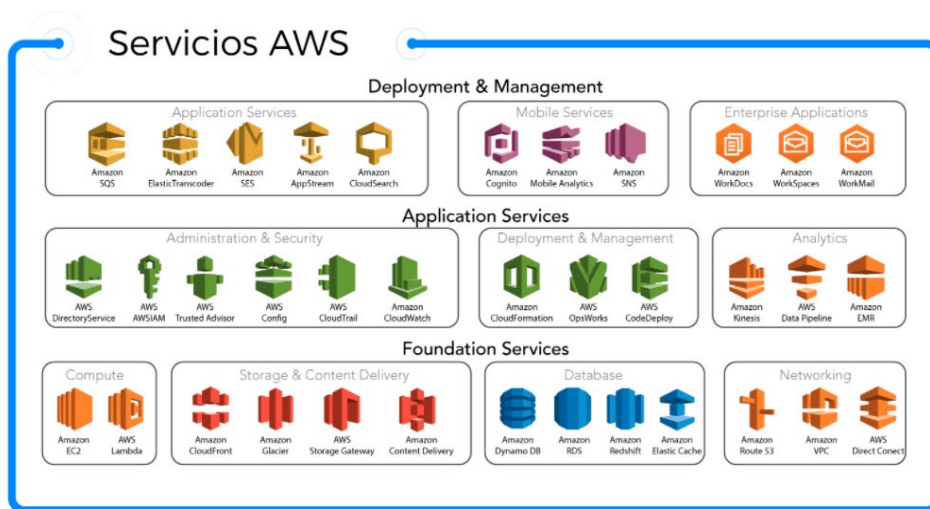 Servicios AWS
Deployment & Management
Application Services
Amazon SQS
Amazon ElasticTranscoder
Amazon SES
Amazon AppStream
Amazon CloudSearch
Mobile Services
Amazon Cognito
Amazon Mobile Analytics
Amazon SNS
Enterprise Applications
Amazon WorkDocs
Amazon WorkSpaces
Amazon WorkMail
Application Services
Administration & Security
AWS DirectoryService
AWS AWSIAM
AWS Trusted Advisor
AWS Config
AWS CloudTrail
Amazon CloudWatch
Deployment & Management
Amazon CloudFormation
AWS OpsWorks
AWS CodeDeploy
Analytics
Amazon Kinesis
AWS Data Pipeline
Amazon EMR
Foundation Services
Compute
Amazon EC2
AWS Lambda
Storage & Content Delivery
Amazon CloudFront
Amazon Glacier
AWS Storage Gateway
Amazon Content Delivery
Database
Amazon Dynamo DB
Amazon RDS
Amazon Redshift
Amazon Elastic Cache
Networking
Amazon Route 53
Amazon VPC
AWS Direct Conect